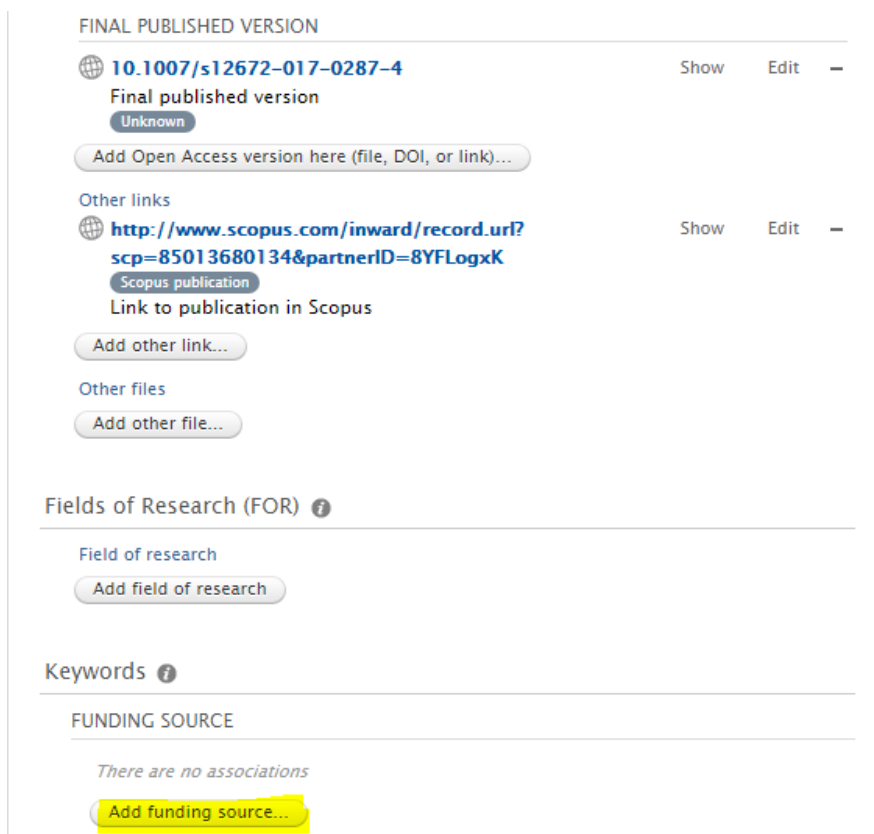 FINAL PUBLISHED VERSION
10.1007/s12672-017-0287-4 Show Edit –
Final published version
Unknown
Add Open Access version here (file, DOI, or link)...
Other links
http://www.scopus.com/inward/record.url? Show Edit –
scp=85013680134&partnerID=8YFLogxK
Scopus publication
Link to publication in Scopus
Add other link...
Other files
Add other file...
Fields of Research (FOR) i
Field of research
Add field of research
Keywords i
FUNDING SOURCE
There are no associations
Add funding source...